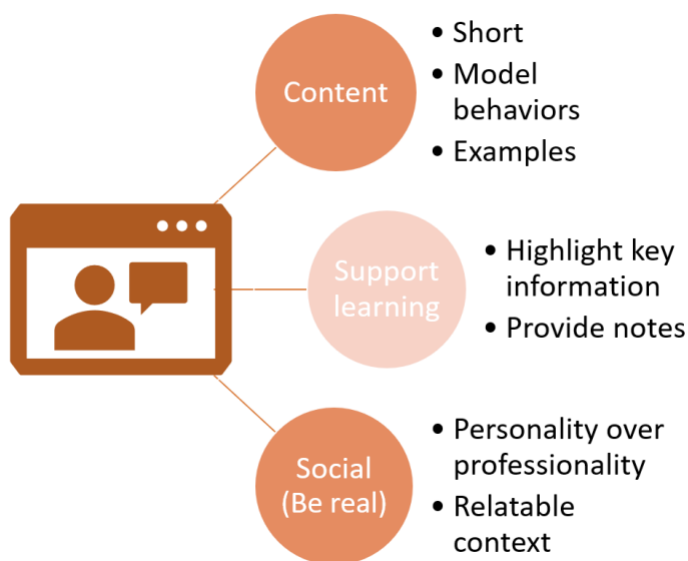 Content
• Short
• Model
behaviors
• Examples
Support
learning
• Highlight key
information
• Provide notes
Social
(Be real)
• Personality over
professionality
• Relatable
context